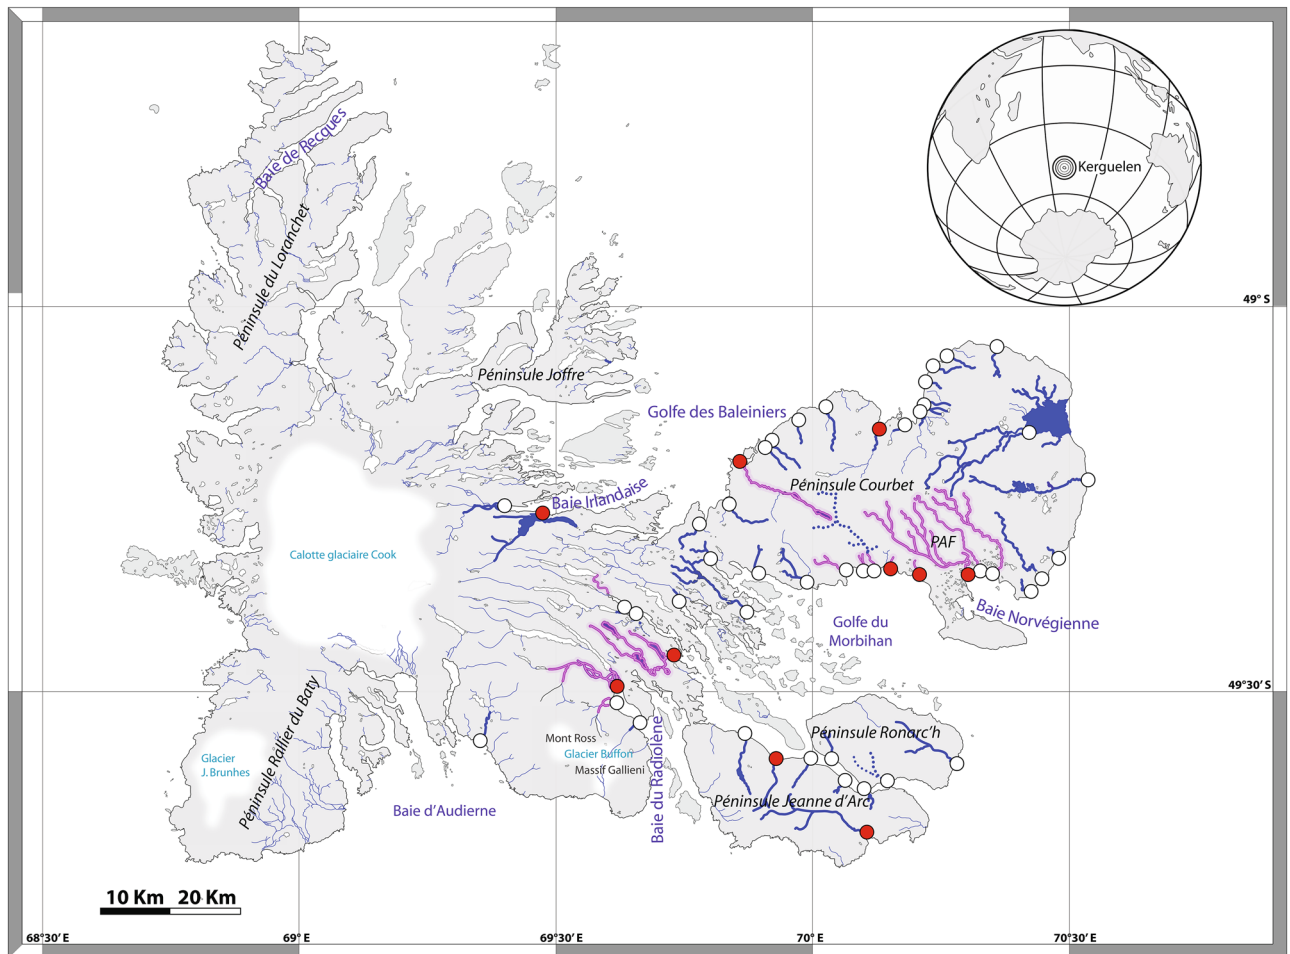 Baie de Recques
Kerguelen
Péninsule du Loranchet
49° S
Péninsule Joffre
Golfe des Baleiniers
Péninsule Courbet
Baie Irlandaise
PAF
Calotte glaciaire Cook
Baie Norvégienne
Golfe du
Morbihan
49°30′ S
Péninsule Rallier du Baty
Baie du Radioleine
Péninsule Ronarc’h
Mont Ross
Glacier Buffon
Massif Gallieni
Glacier
J. Brunhes
Péninsule Jeanne d’Arc
Baie d’Audierne
10 Km 20 Km
68°30′ E
69° E
69°30′ E
70° E
70°30′ E